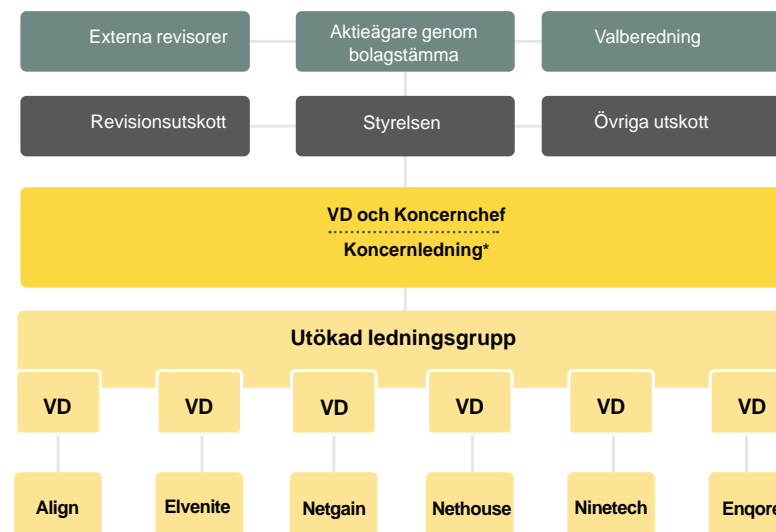 Externa revisorer
Aktieägare genom
bolagstämma
Valberedning
Revisionsutskott
Styrelsen
Övriga utskott
VD och Koncernchef
Koncernledning*
Utökad ledningsgrupp
VD
VD
VD
VD
VD
VD
Align
Elvenite
Netgain
Nethouse
Ninetech
Enqore